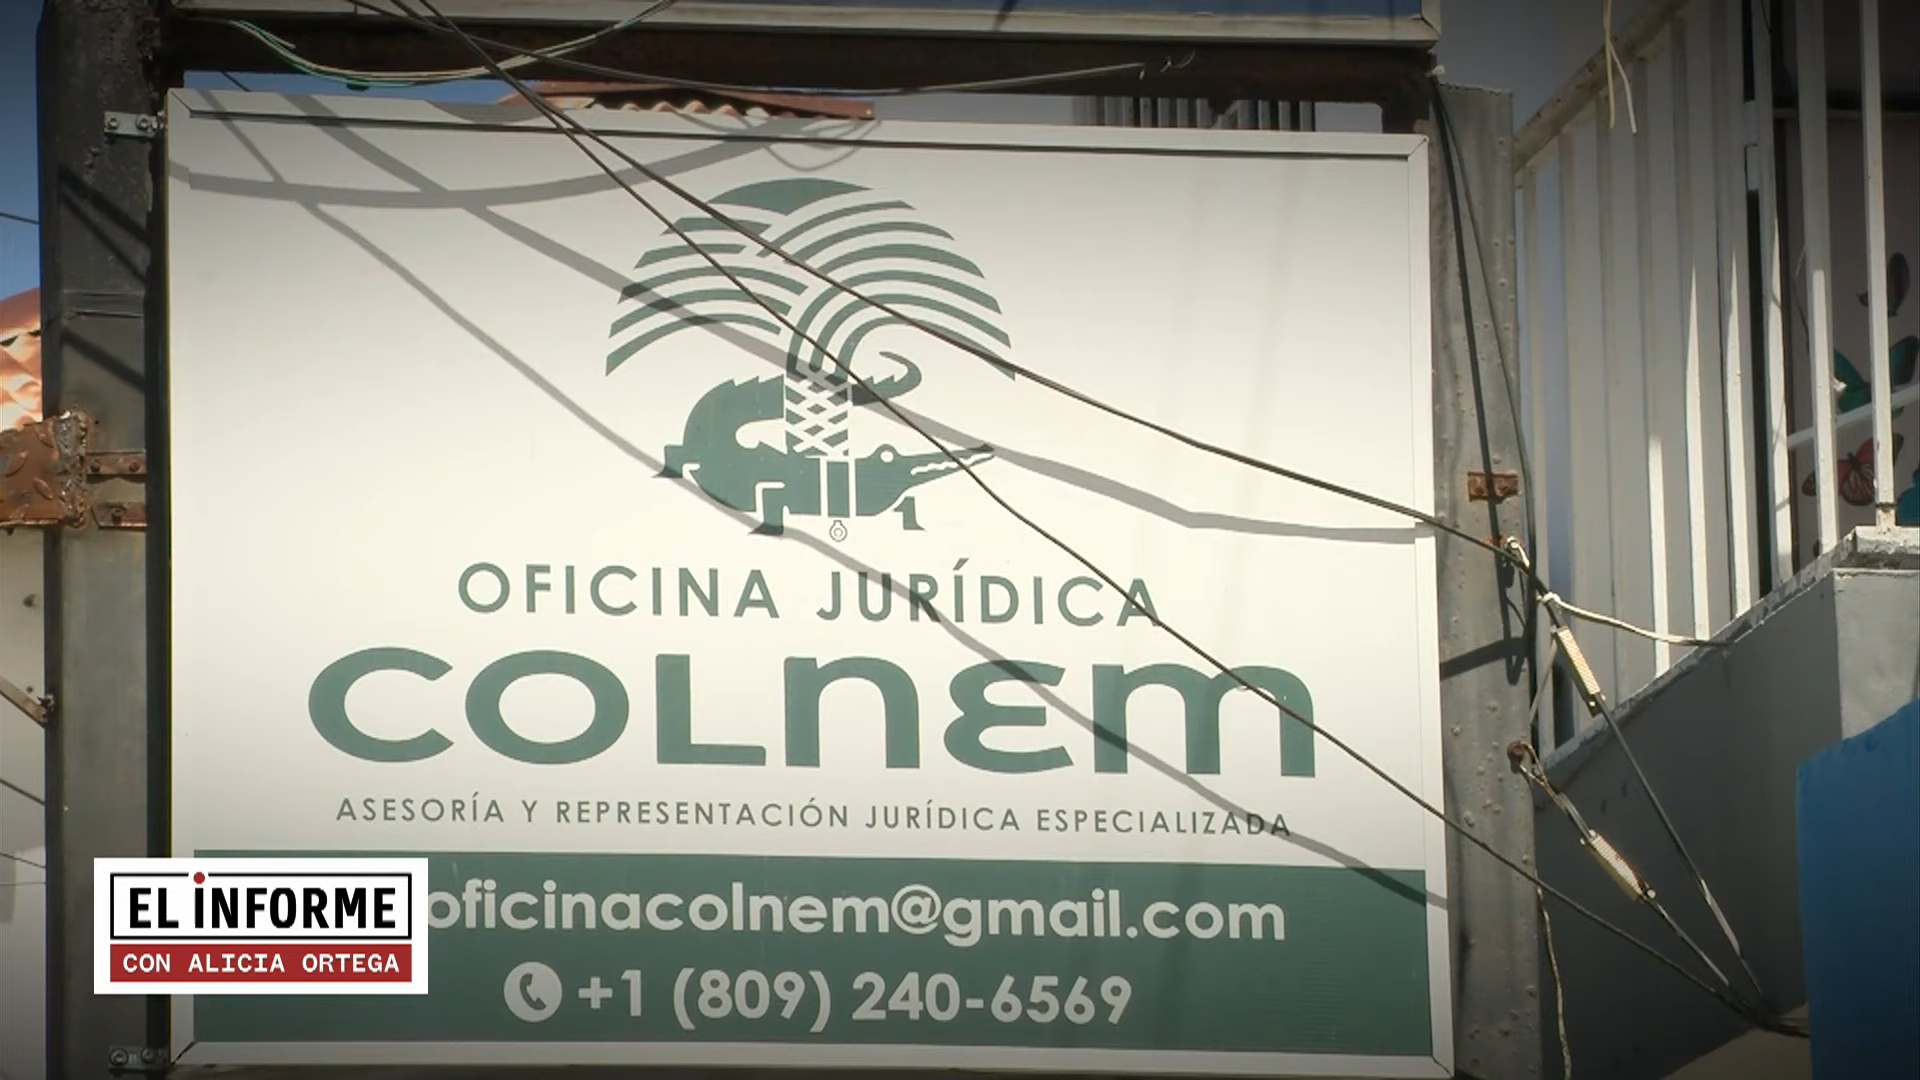 OFICINA JURÍDICA
COLNEM
ASESORÍA Y REPRESENTACIÓN JURÍDICA ESPECIALIZADA
oficinacolnem@gmail.com
+1 (809) 240-6569
EL INFORME
CON ALICIA ORTEGA